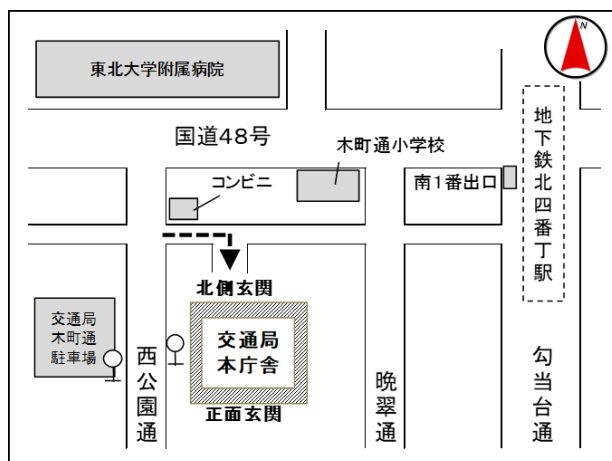 N
東北大学附属病院
国道48号
木町通小学校
コンビニ
南1番出口
地下鉄北四番丁駅
北側玄関
交通局
木町通
駐車場
交通局
本庁舎
正面玄関
西公園通
晩翠通
勾当台通